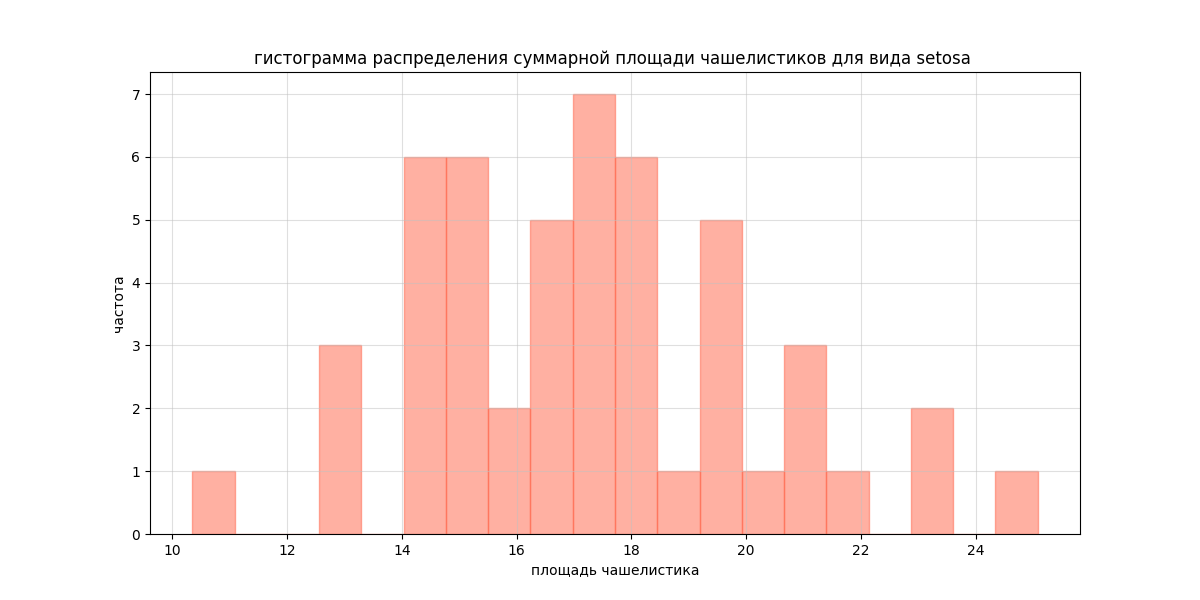 гистограмма распределения суммарной площади чашелистиков для вида setosa
7
6
5
4
3
2
1
0
частота
10 12 14 16 18 20 22 24
площадь чашелистика